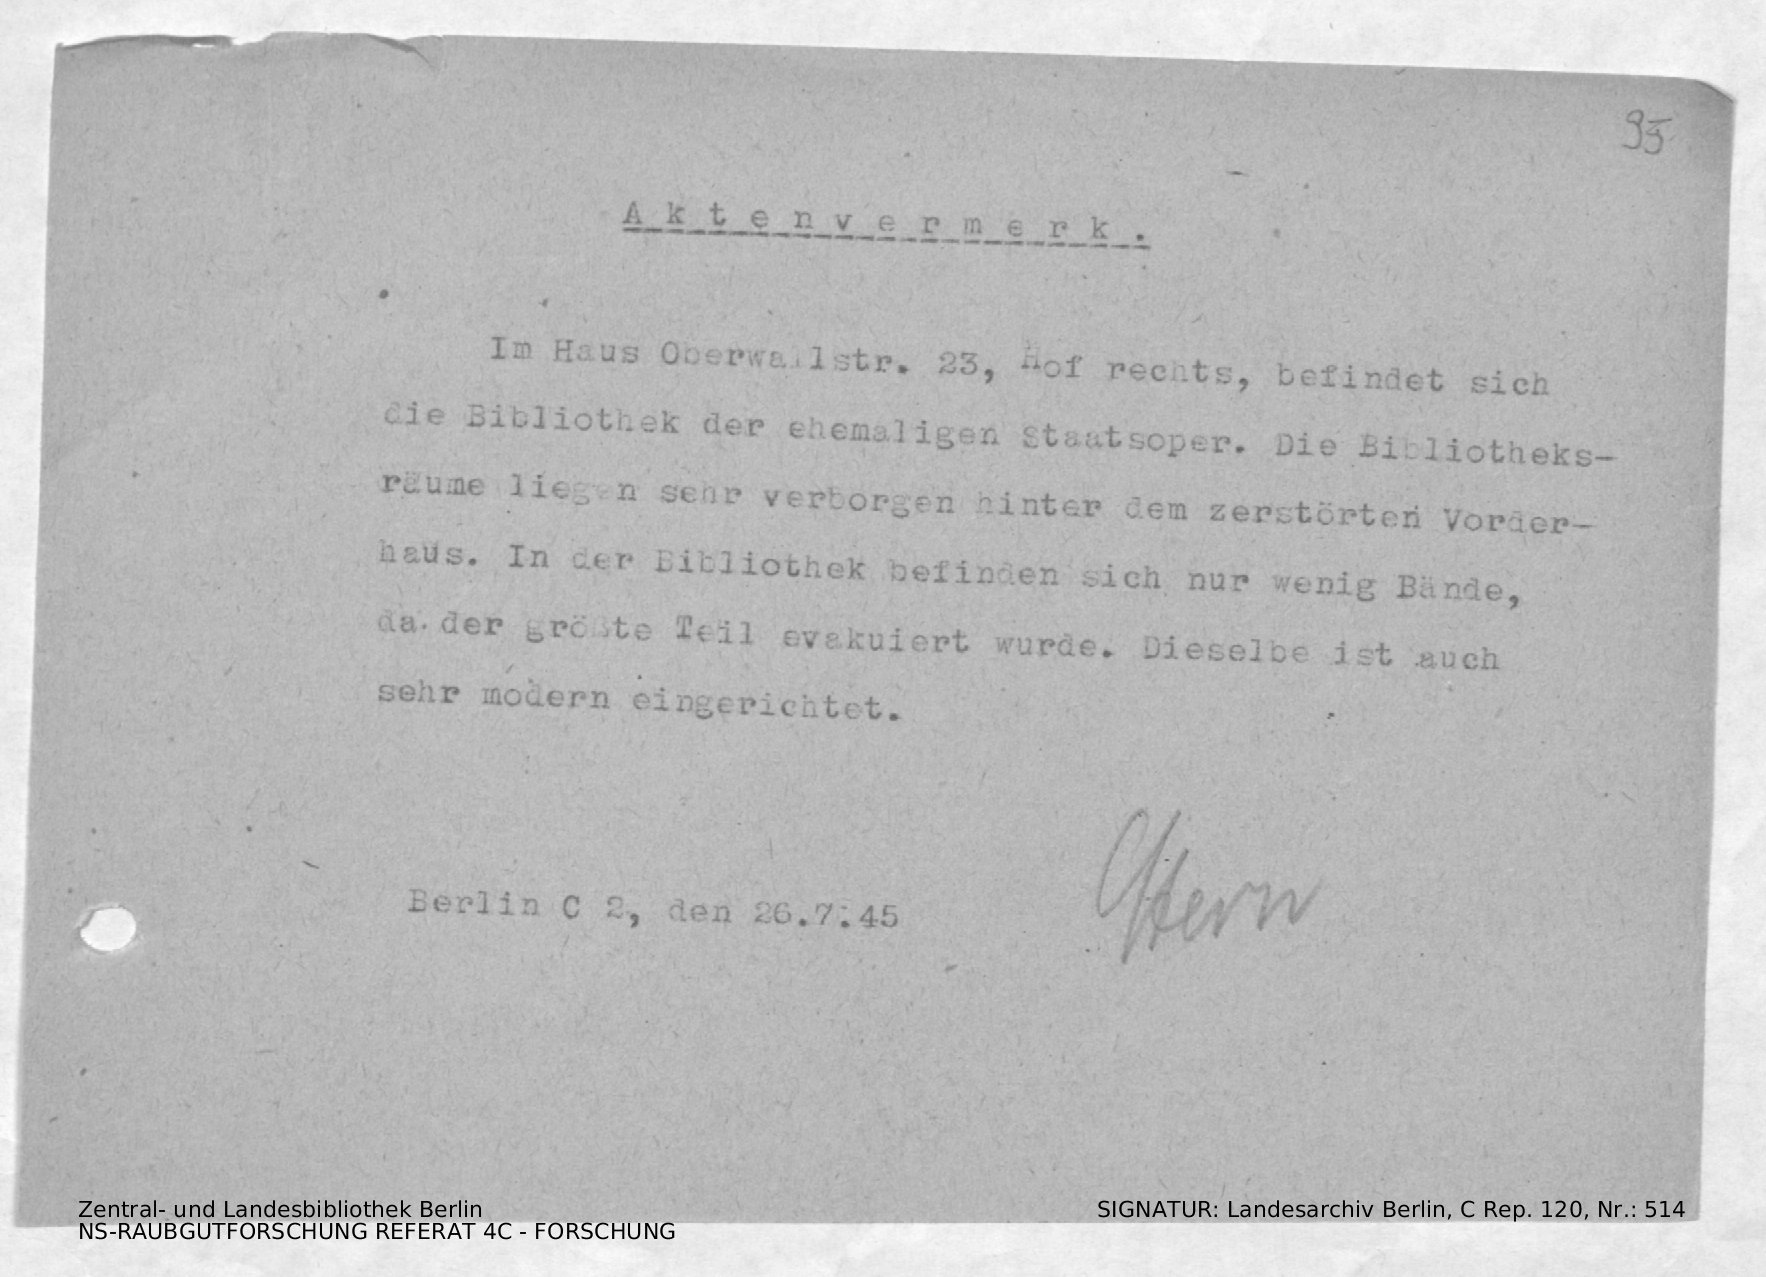 95
Aktenvermerk.
Im Haus Oberwallstr. 23, Hof rechts, befindet sich
die Bibliothek der ehemaligen Staatsoper. Die Bibliotheks-
räume liegen sehr verborgen hinter dem zerstörten Vorder-
haus. In der Bibliothek befinden sich nur wenig Bände,
da der größte Teil evakuiert wurde. Dieselbe ist auch
sehr modern eingerichtet.
Stern
Berlin C 2, den 26.7.45
Zentral- und Landesbibliothek Berlin
NS-RAUBGUTFORSCHUNG REFERAT 4C - FORSCHUNG
SIGNATUR: Landesarchiv Berlin, C Rep. 120, Nr.: 514